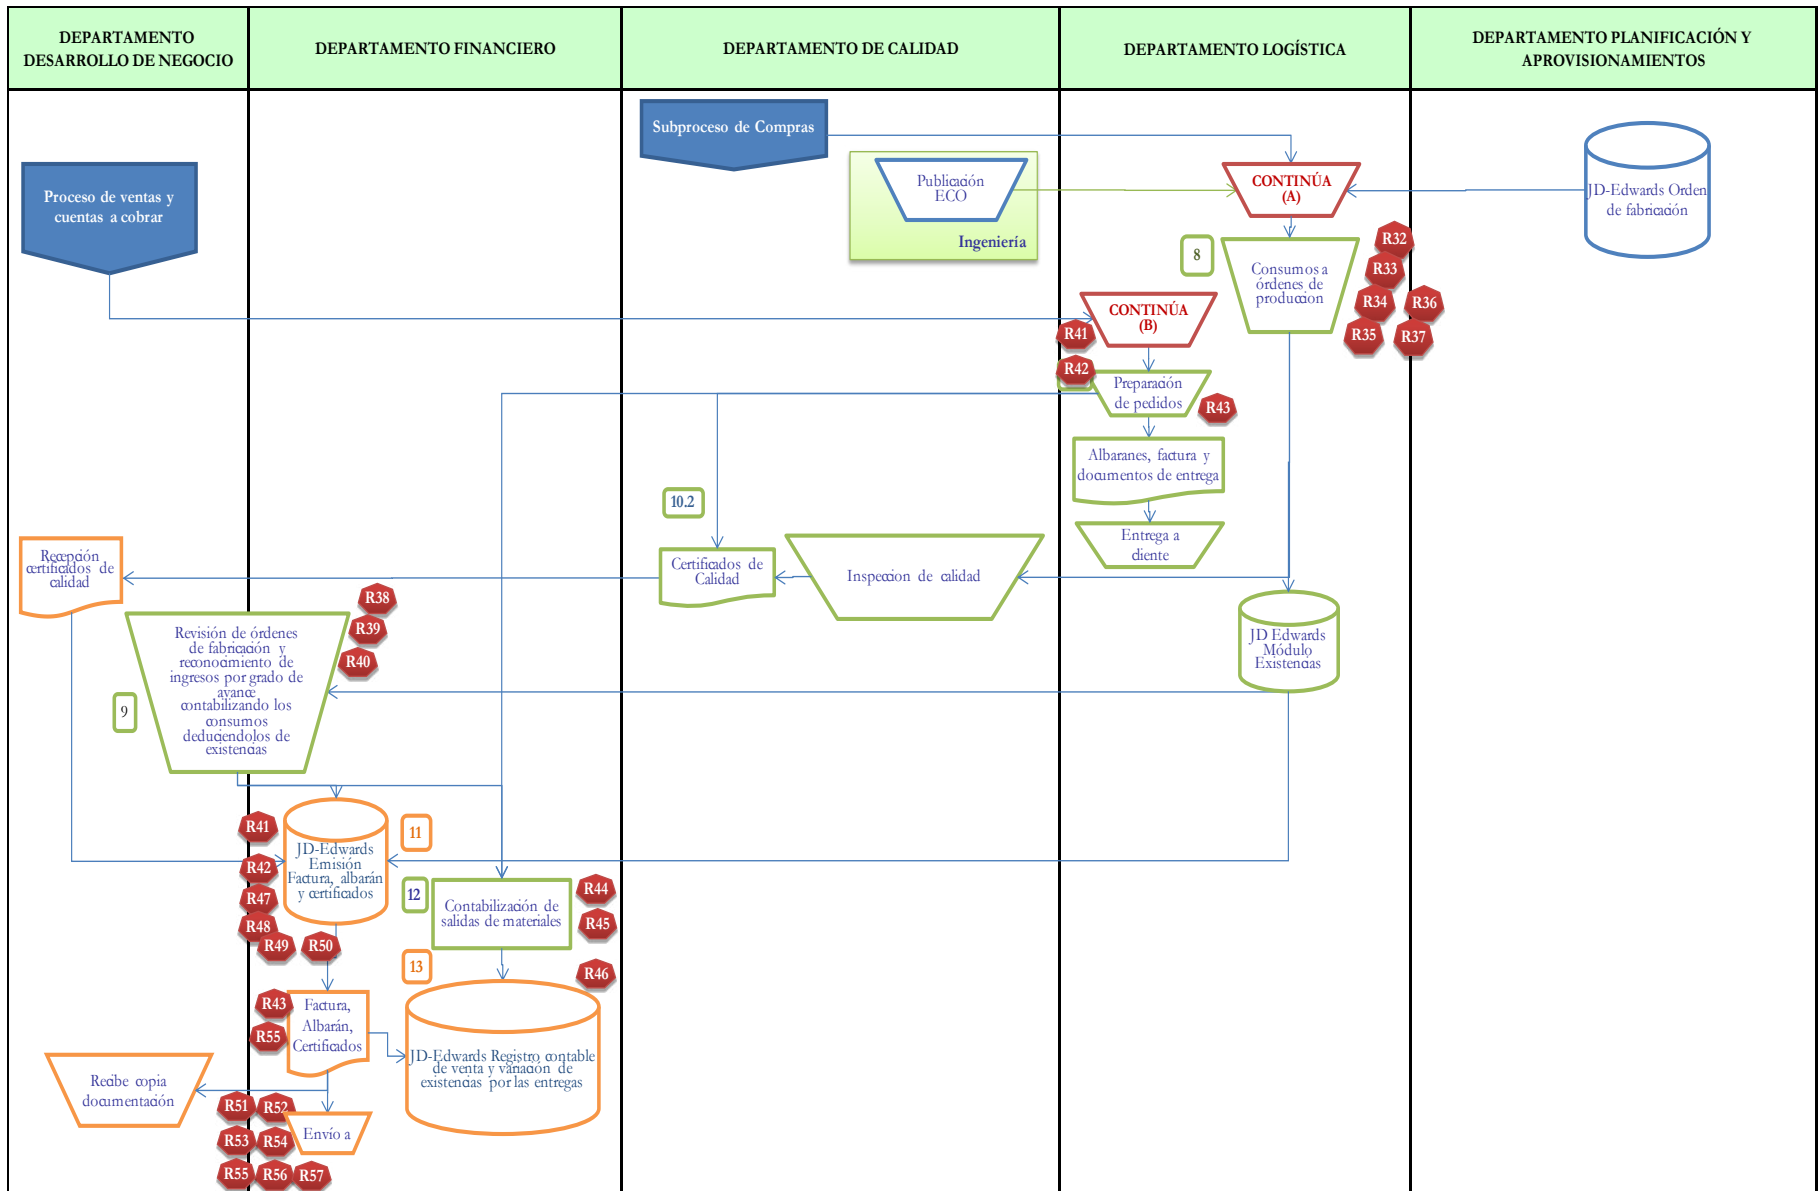 DEPARTAMENTO
DESARROLLO DE NEGOCIO
DEPARTAMENTO FINANCIERO
DEPARTAMENTO DE CALIDAD
DEPARTAMENTO LOGÍSTICA
DEPARTAMENTO PLANIFICACIÓN Y
APROVISIONAMIENTOS
Subproceso de Compras
Proceso de ventas y
cuentas a cobrar
Publicación
ECO
Ingeniería
CONTINÚA
(A)
JD-Edwards Orden
de fabricación
8
Consumos a
órdenes de
produccion
R32
R33
R34
R36
R35
R37
CONTINÚA
(B)
R41
R42
Preparación
de pedidos
R43
Albaranes, factura y
documentos de entrega
10.2
Entrega a
cliente
Recepción
certificados de
calidad
Certificados de
Calidad
Inspeccion de calidad
R38
R39
R40
Revisión de órdenes
de fabricación y
reconocimiento de
ingresos por grado de
avance
contabilizando los
consumos
deduciendolos de
existencias
9
JD Edwards
Módulo
Existencias
R41
R42
R47
R48
R49
R50
JD-Edwards
Emisión
Factura, albarán
y certificados
11
12
Contabilización de
salidas de materiales
R44
R45
13
R46
R43
R55
Factura,
Albarán,
Certificados
JD-Edwards Registro contable
de venta y variación de
existencias por las entregas
Recibe copia
documentación
R51
R52
R53
R54
Envío a
R55
R56
R57